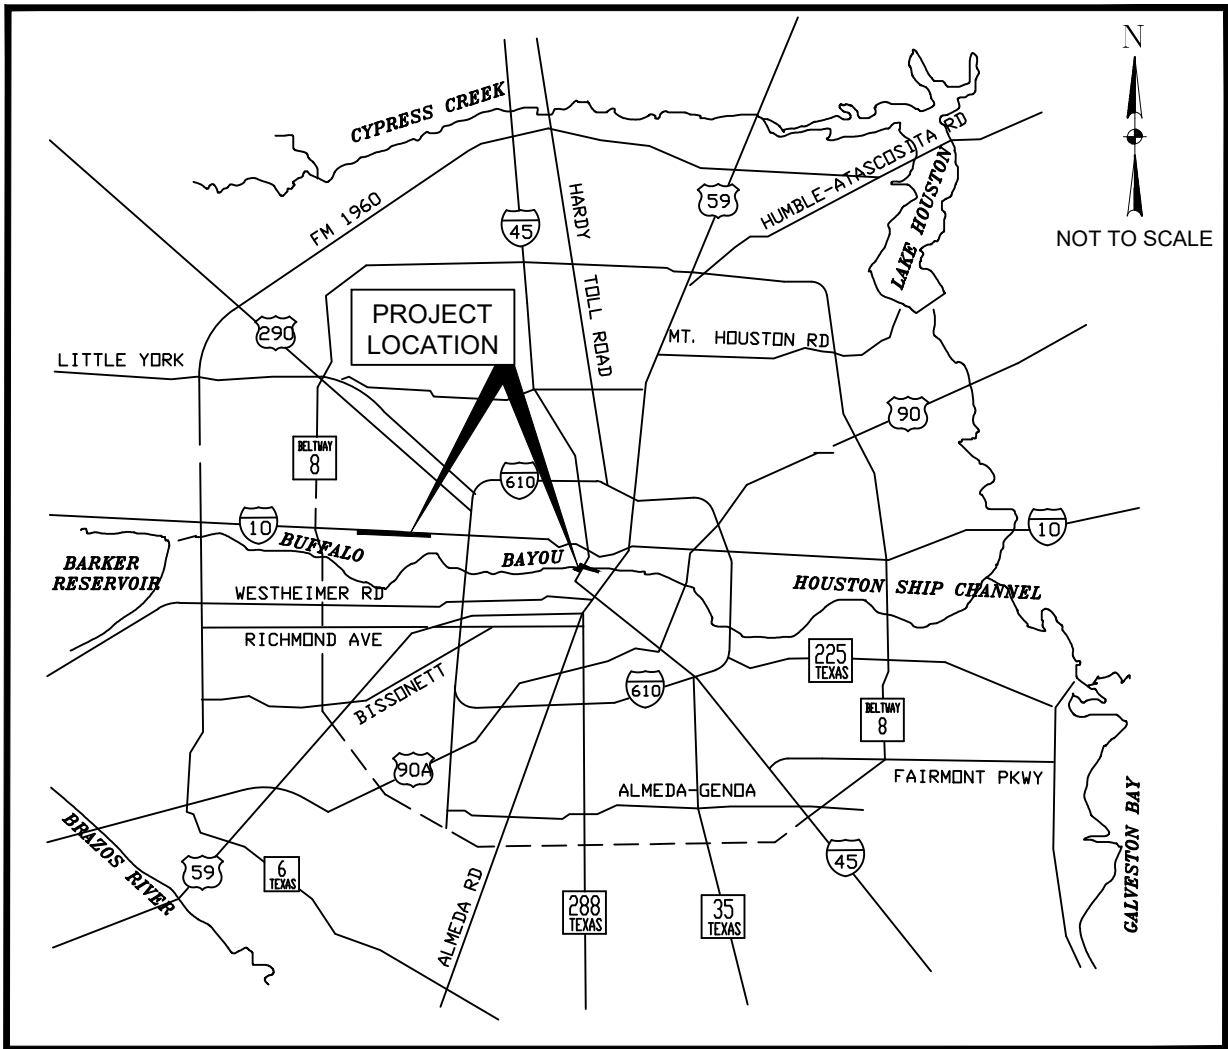 N
NOT TO SCALE
CYPRESS CREEK
HUMBLE-ATASCOSITA RD
LAKE HOUSTON
FM 1960
45
HARDY
TOLL ROAD
59
PROJECT
LOCATION
290
MT. HOUSTON RD
LITTLE YORK
90
BELTWAY
8
610
10
10
BUFFALO
BAYOU
BARKER
RESERVOIR
WESTHEIMER RD
HOUSTON SHIP CHANNEL
RICHMOND AVE
225
TEXAS
BISSONETT
610
BELTWAY
8
90A
ALMEDA-GENOA
FAIRMONT PKWY
GALVESTON BAY
BRAZOS RIVER
59
6
TEXAS
45
ALMEDA RD
288
TEXAS
35
TEXAS